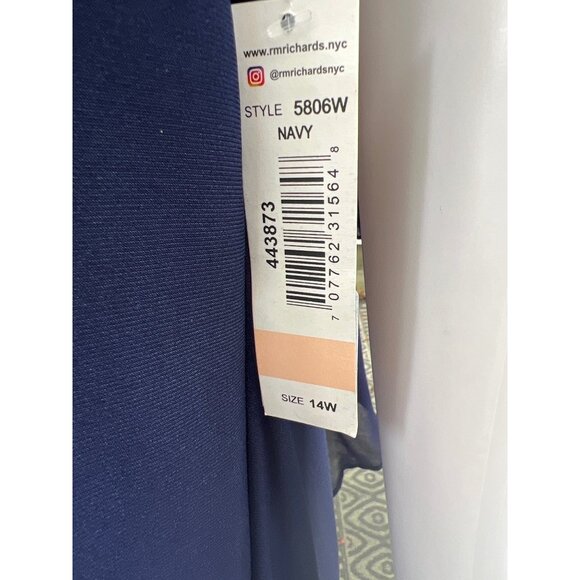 www.rmrichards.nyc
@rmrichardsnyc
STYLE 5806W
NAVY
443873
7 07762 31564 8
SIZE 14W